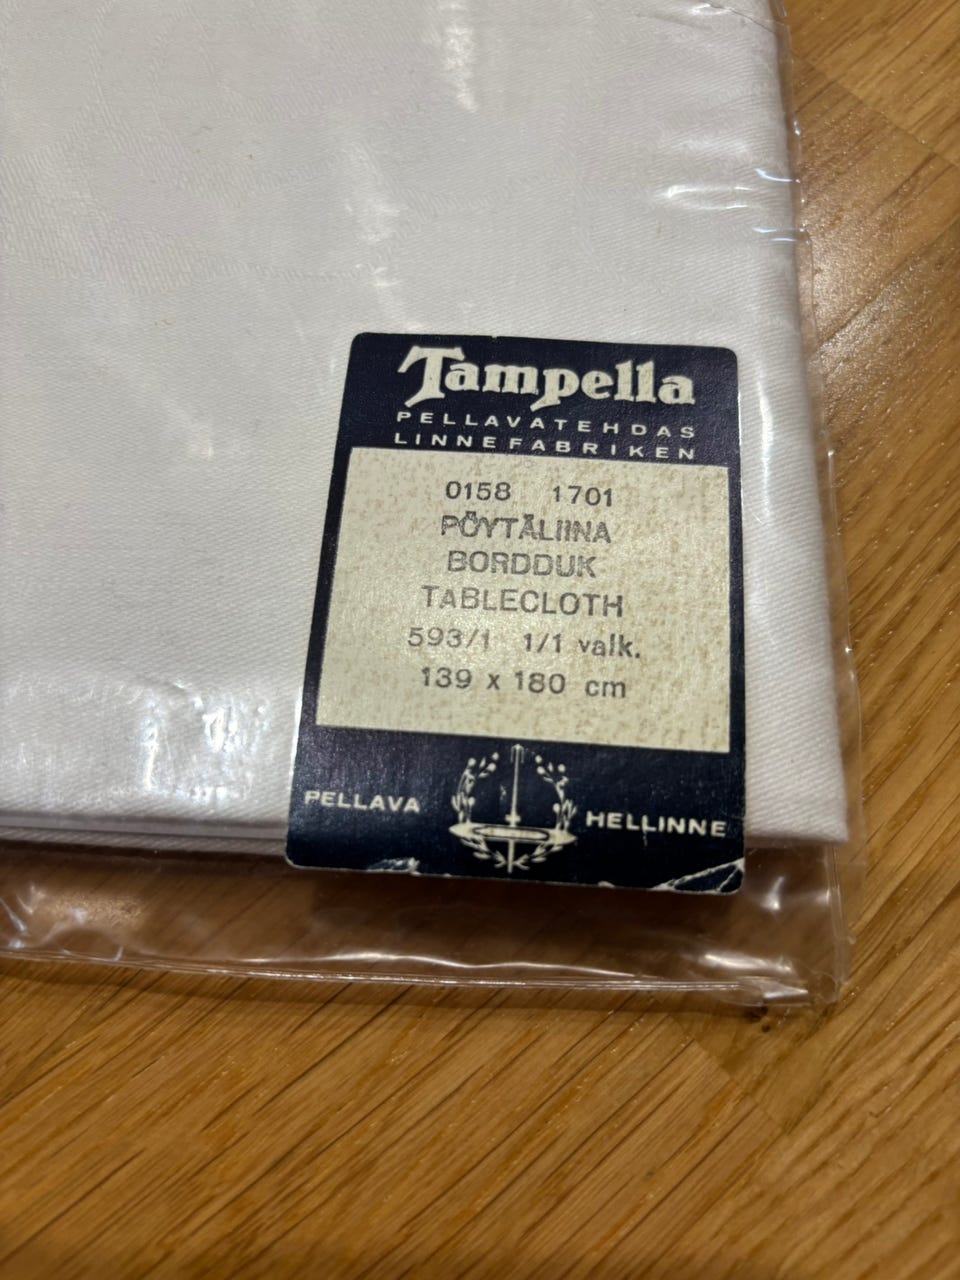 Tampella
PELLAVATEHDAS
LINNEFABRIKEN
0158 1701
PÖYTÄLIINA
BORDDUK
TABLECLOTH
593/1 1/1 valk.
139 x 180 cm
PELLAVA HELLINNE